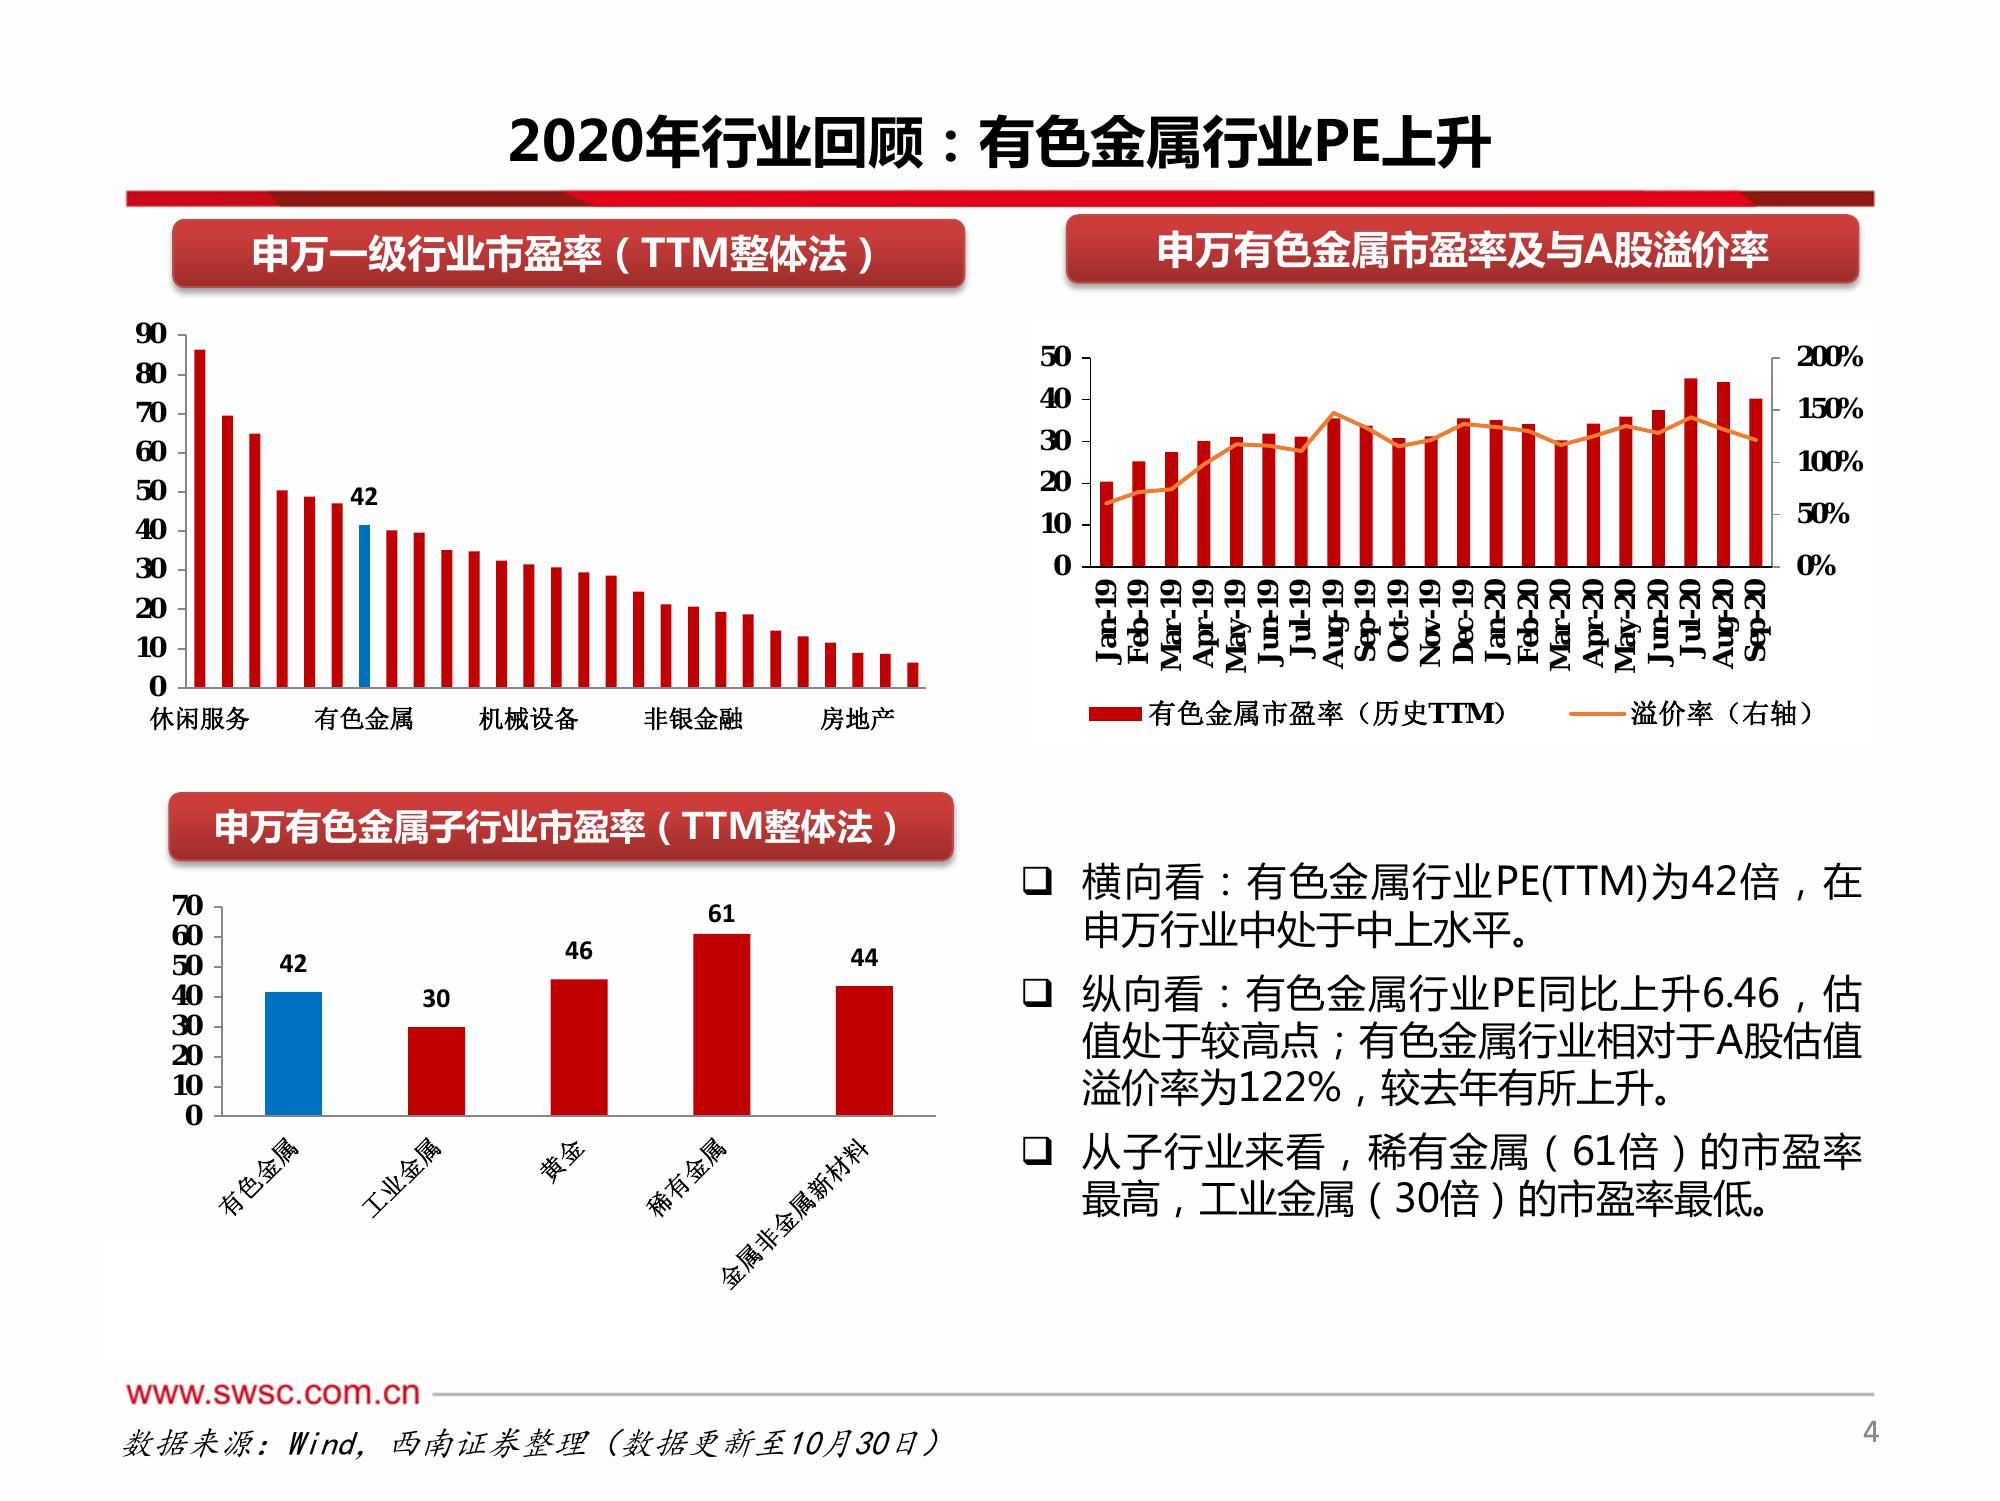 2020年行业回顾：有色金属行业PE上升
申万一级行业市盈率（TTM整体法）
90
80
70
60
50
40
30
20
10
0
42
休闲服务 有色金属 机械设备 非银金融 房地产
申万有色金属市盈率及与A股溢价率
50
40
30
20
10
0
200%
150%
100%
50%
0%
Jan-19
Feb-19
Mar-19
Apr-19
May-19
Jun-19
Jul-19
Aug-19
Sep-19
Oct-19
Nov-19
Dec-19
Jan-20
Feb-20
Mar-20
Apr-20
May-20
Jun-20
Jul-20
Aug-20
Sep-20
有色金属市盈率（历史TTM） 溢价率（右轴）
申万有色金属子行业市盈率（TTM整体法）
70
60
50
40
30
20
10
0
42
30
46
61
44
有色金属
工业金属
黄金
稀有金属
金属非金属新材料
❑ 横向看：有色金属行业PE(TTM)为42倍，在
申万行业中处于中上水平。
❑ 纵向看：有色金属行业PE同比上升6.46，估
值处于较高点；有色金属行业相对于A股估值
溢价率为122%，较去年有所上升。
❑ 从子行业来看，稀有金属（61倍）的市盈率
最高，工业金属（30倍）的市盈率最低。
www.swsc.com.cn
数据来源：Wind，西南证券整理（数据更新至10月30日）
4